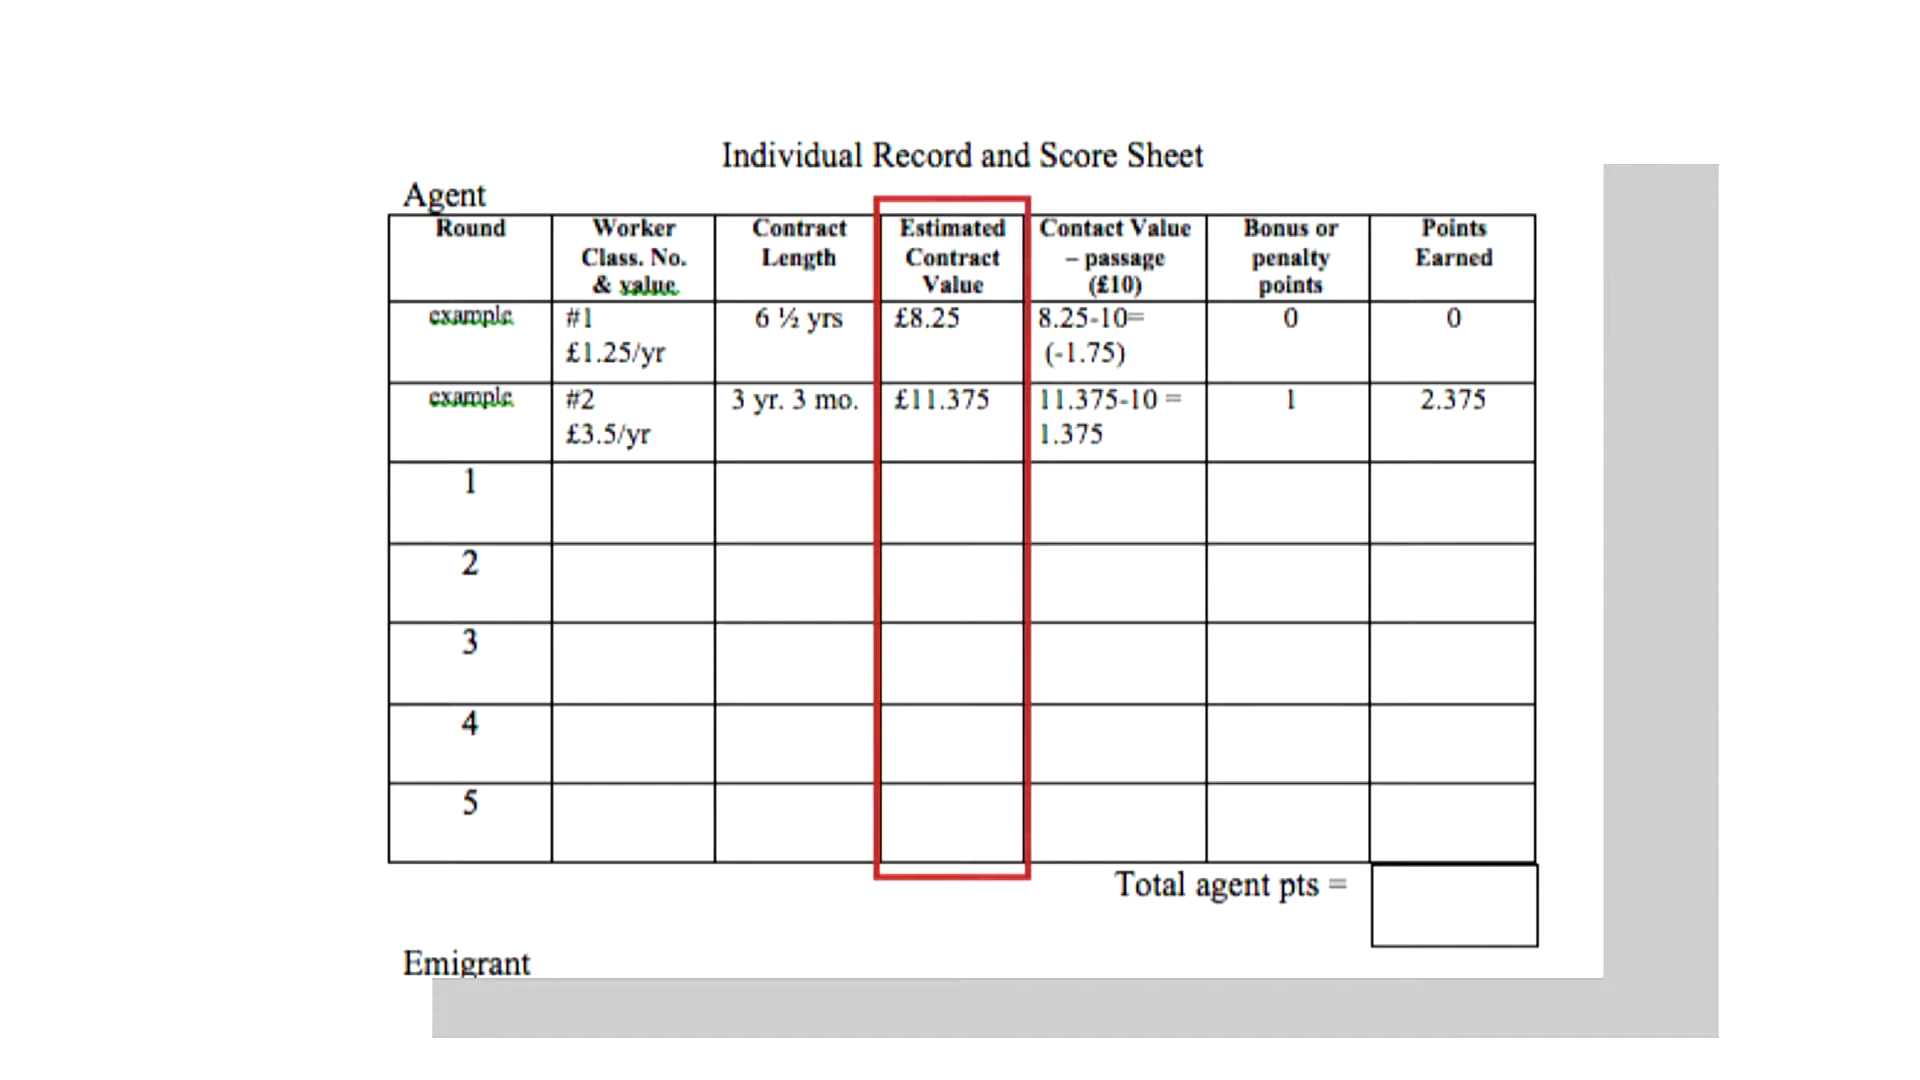 Individual Record and Score Sheet
Agent
Round
Worker
Class. No.
& value
Contract
Length
Estimated
Contract
Value
Contact Value
– passage
(£10)
Bonus or
penalty
points
Points
Earned
example
#1
£1.25/yr
6 ½ yrs
£8.25
8.25-10=
(-1.75)
0
0
example
#2
£3.5/yr
3 yr. 3 mo.
£11.375
11.375-10 =
1.375
1
2.375
1
2
3
4
5
Total agent pts =
Emigrant